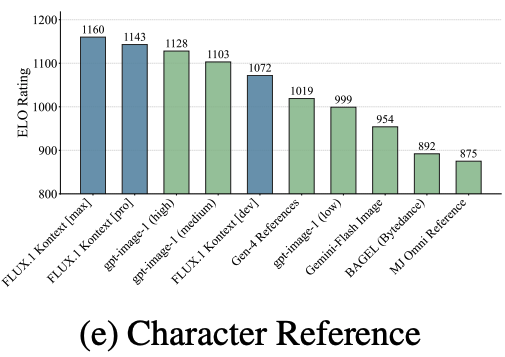 1200
1100
1000
900
800
ELO Rating
1160
1143
1128
1103
1072
1019
999
954
892
875
FLUX.1 Kontext [max]
FLUX.1 Kontext [pro]
gpt-image-1 (high)
gpt-image-1 (medium)
FLUX.1 Kontext [dev]
Gen-4 References
gpt-image-1 (low)
Gemini-Flash Image
BAGEL (Bytedance)
MJ Omni Reference
(e) Character Reference